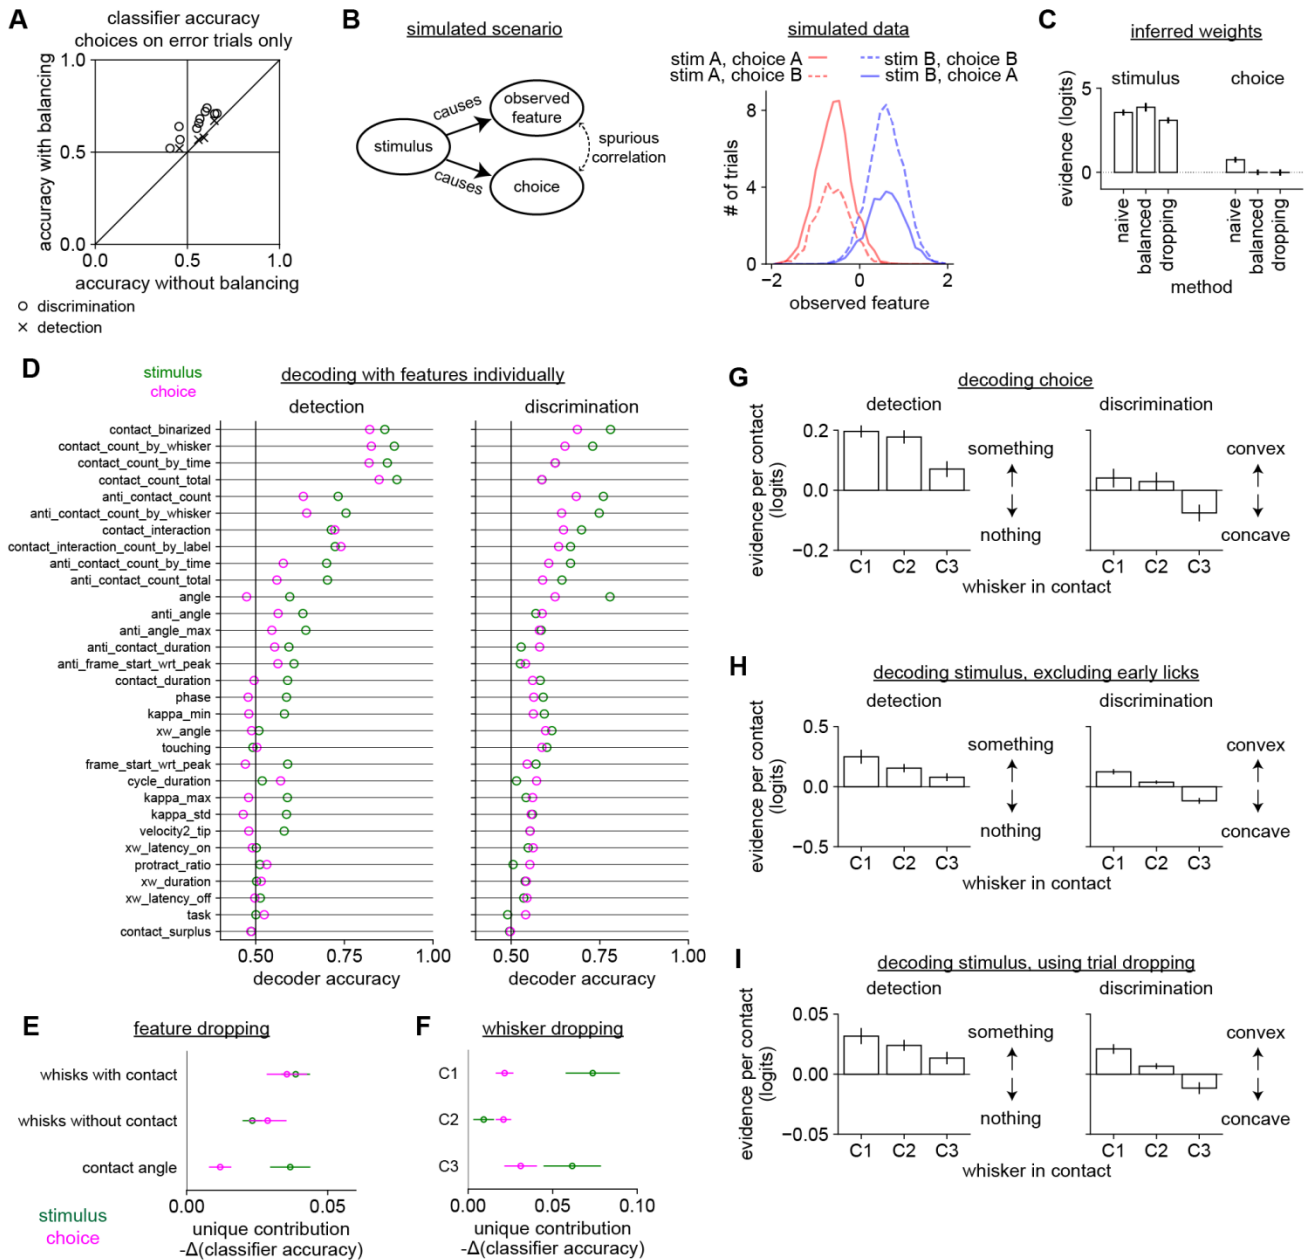 A
classifier accuracy
choices on error trials only
accuracy with balancing
1.0
0.5
0.0
0.0
0.5
1.0
accuracy without balancing
discrimination
detection
B
simulated scenario
stimulus
causes
causes
observed
feature
choice
spurious
correlation
simulated data
stim A, choice A
stim A, choice B
stim B, choice B
stim B, choice A
# of trials
8
4
0
−2
0
2
observed feature
C
inferred weights
stimulus
choice
evidence (logits)
5
0
naive
balanced
dropping
naive
balanced
dropping
method
D
stimulus
choice
decoding with features individually
detection
discrimination
contact_binarized
contact_count_by_whisker
contact_count_by_time
contact_count_total
anti_contact_count
anti_contact_count_by_whisker
contact_interaction
contact_interaction_count_by_label
anti_contact_count_by_time
anti_contact_count_total
angle
anti_angle
anti_angle_max
anti_contact_duration
anti_frame_start_wrt_peak
contact_duration
phase
kappa_min
xw_angle
touching
frame_start_wrt_peak
cycle_duration
kappa_max
kappa_std
velocity2_tip
xw_latency_on
protract_ratio
xw_duration
xw_latency_off
task
contact_surplus
0.50
0.75
1.00
decoder accuracy
0.50
0.75
1.00
decoder accuracy
E
feature dropping
whisks with contact
whisks without contact
contact angle
0.00
0.05
unique contribution
-Δ(classifier accuracy)
stimulus
choice
F
whisker dropping
C1
C2
C3
0.00
0.05
0.10
unique contribution
-Δ(classifier accuracy)
G
decoding choice
detection
discrimination
evidence per contact
(logits)
0.2
0.0
−0.2
something
nothing
convex
concave
C1
C2
C3
C1
C2
C3
whisker in contact
H
decoding stimulus, excluding early licks
detection
discrimination
evidence per contact
(logits)
0.5
0.0
−0.5
something
nothing
convex
concave
C1
C2
C3
C1
C2
C3
whisker in contact
I
decoding stimulus, using trial dropping
detection
discrimination
evidence per contact
(logits)
0.05
0.00
−0.05
something
nothing
convex
concave
C1
C2
C3
C1
C2
C3
whisker in contact